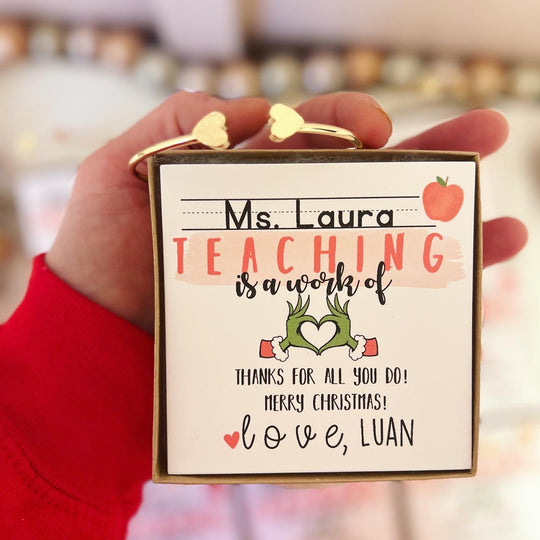 Ms. Laura
TEACHING
is a work of
THANKS FOR ALL YOU DO!
MERRY CHRISTMAS!
love, LUAN